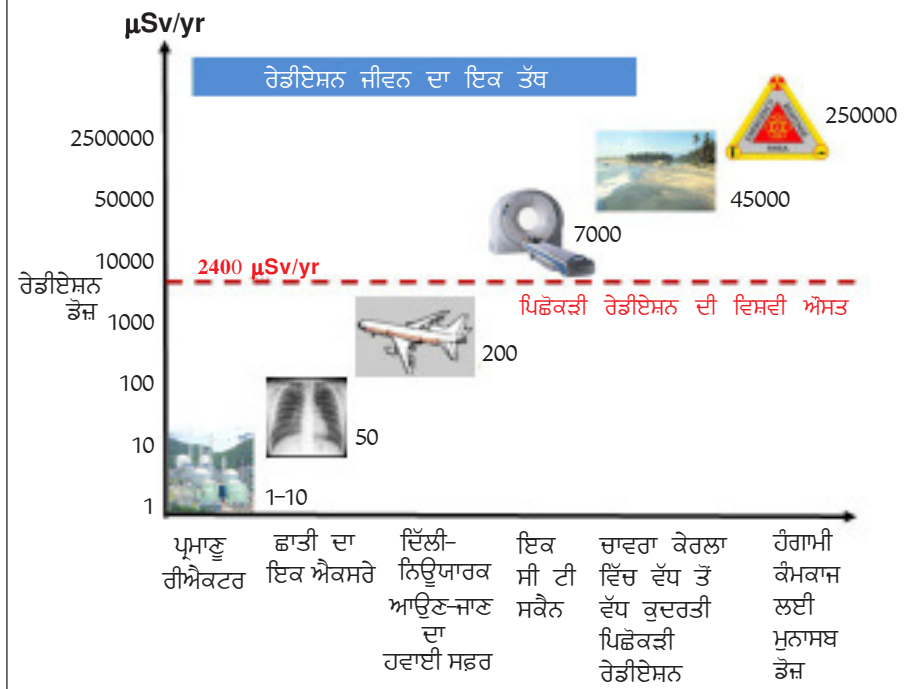 μSv/yr
ਰੇਡੀਏਸ਼ਨ ਜੀਵਨ ਦਾ ਇਕ ਤੱਥ
2500000
50000
10000
ਰੇਡੀਏਸ਼ਨ
ਡੋਜ਼
1000
100
10
1
2400 μSv/yr
ਪਿਛੋਕੜੀ ਰੇਡੀਏਸ਼ਨ ਦੀ ਵਿਸ਼ਵੀ ਔਸਤ
1–10
50
200
7000
45000
250000
ਪ੍ਰਮਾਣੂ
ਰੀਐਕਟਰ
ਛਾਤੀ ਦਾ
ਇਕ ਐਕਸਰੇ
ਦਿੱਲੀ–
ਨਿਊਯਾਰਕ
ਆਉਣ–ਜਾਣ
ਦਾ
ਹਵਾਈ ਸਫ਼ਰ
ਇਕ
ਸੀ ਟੀ
ਸਕੈਨ
ਚਾਵਰਾ ਕੇਰਲਾ
ਵਿੱਚ ਵੱਧ ਤੋਂ
ਵੱਧ ਕੁਦਰਤੀ
ਪਿਛੋਕੜੀ
ਰੇਡੀਏਸ਼ਨ
ਹੰਗਾਮੀ
ਕੰਮਕਾਜ
ਲਈ
ਮੁਨਾਸਬ
ਡੋਜ਼